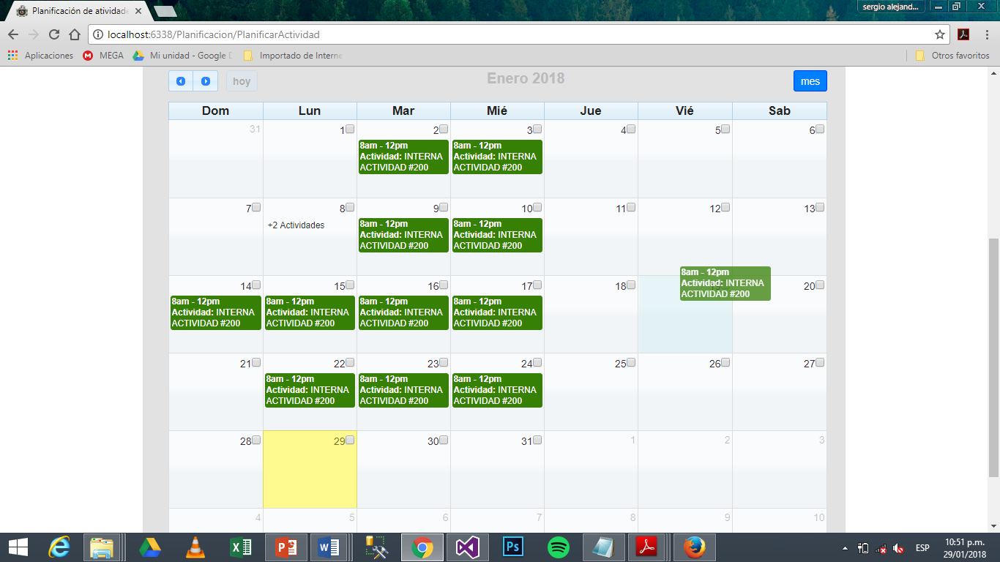 Planificación de atividade
sergio alejand...
localhost:6338/Planificacion/PlanificarActividad
Aplicaciones MEGA Mi unidad - Google D Importado de Interne Otros favoritos
hoy Enero 2018 mes
Dom Lun Mar Mié Jue Vié Sab
31 1 2 3 4 5 6
8am - 12pm 8am - 12pm
Actividad: INTERNA Actividad: INTERNA
ACTIVIDAD #200 ACTIVIDAD #200
7 8 9 10 11 12 13
+2 Actividades 8am - 12pm 8am - 12pm
Actividad: INTERNA Actividad: INTERNA
ACTIVIDAD #200 ACTIVIDAD #200
8am - 12pm
Actividad: INTERNA
ACTIVIDAD #200
14 15 16 17 18 20
8am - 12pm 8am - 12pm 8am - 12pm 8am - 12pm
Actividad: INTERNA Actividad: INTERNA Actividad: INTERNA Actividad: INTERNA
ACTIVIDAD #200 ACTIVIDAD #200 ACTIVIDAD #200 ACTIVIDAD #200
21 22 23 24 25 26 27
8am - 12pm 8am - 12pm 8am - 12pm
Actividad: INTERNA Actividad: INTERNA Actividad: INTERNA
ACTIVIDAD #200 ACTIVIDAD #200 ACTIVIDAD #200
28 29 30 31 1 2 3
4 5 6 7 8 9 10
ESP 10:51 p.m.
29/01/2018